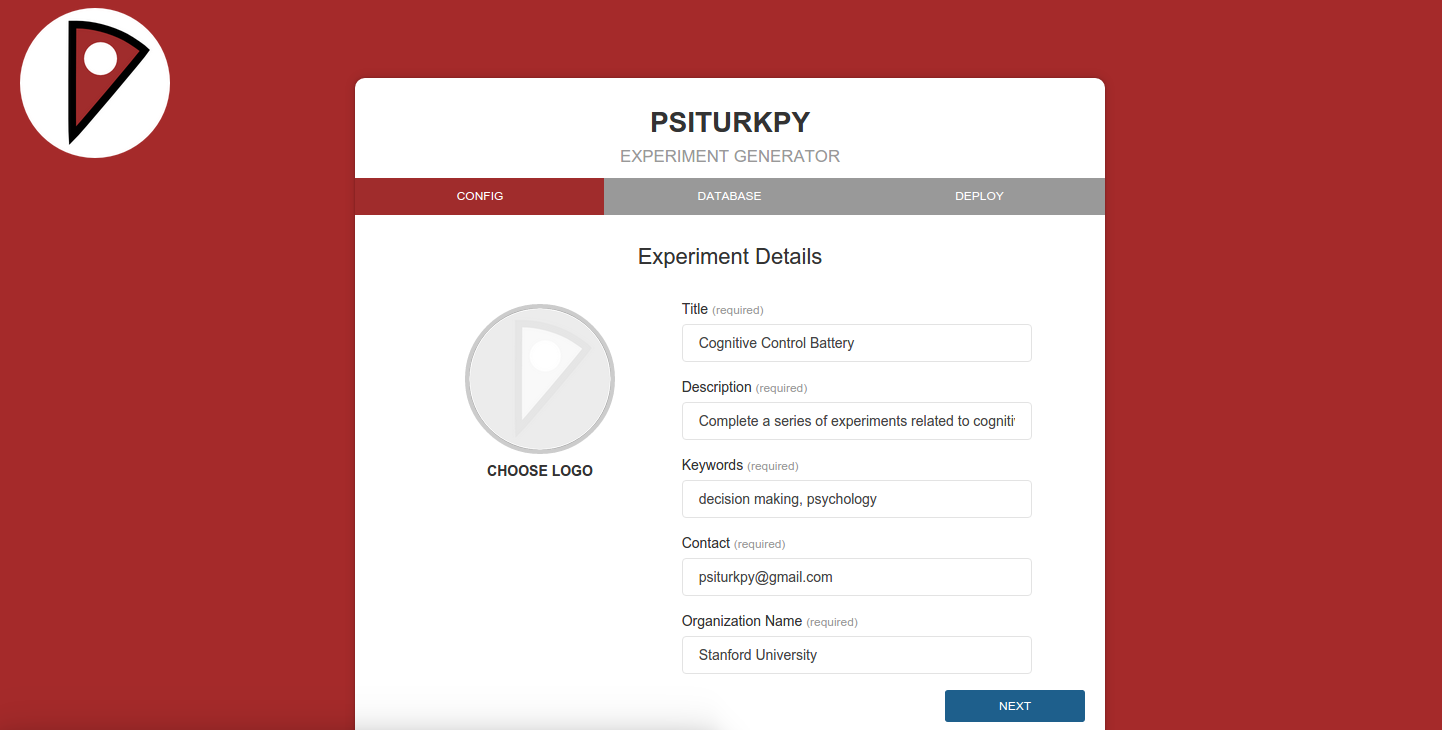 PSITURKPY
EXPERIMENT GENERATOR
CONFIG DATABASE DEPLOY
Experiment Details
CHOOSE LOGO
Title (required)
Cognitive Control Battery
Description (required)
Complete a series of experiments related to cogniti
Keywords (required)
decision making, psychology
Contact (required)
psiturkpy@gmail.com
Organization Name (required)
Stanford University
NEXT